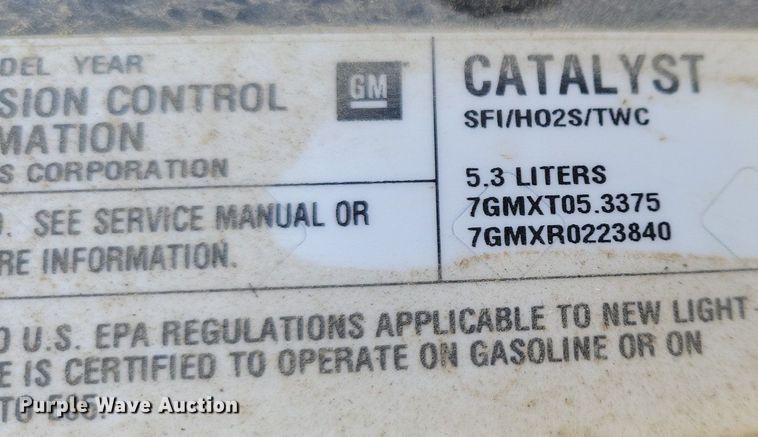 DEL YEAR
SION CONTROL
MATION
S CORPORATION
GM
CATALYST
SFI/HO2S/TWC
5.3 LITERS
7GMXT05.3375
7GMXR0223840
. SEE SERVICE MANUAL OR
RE INFORMATION.
U.S. EPA REGULATIONS APPLICABLE TO NEW LIGHT-
E IS CERTIFIED TO OPERATE ON GASOLINE OR ON
Purple Wave Auction